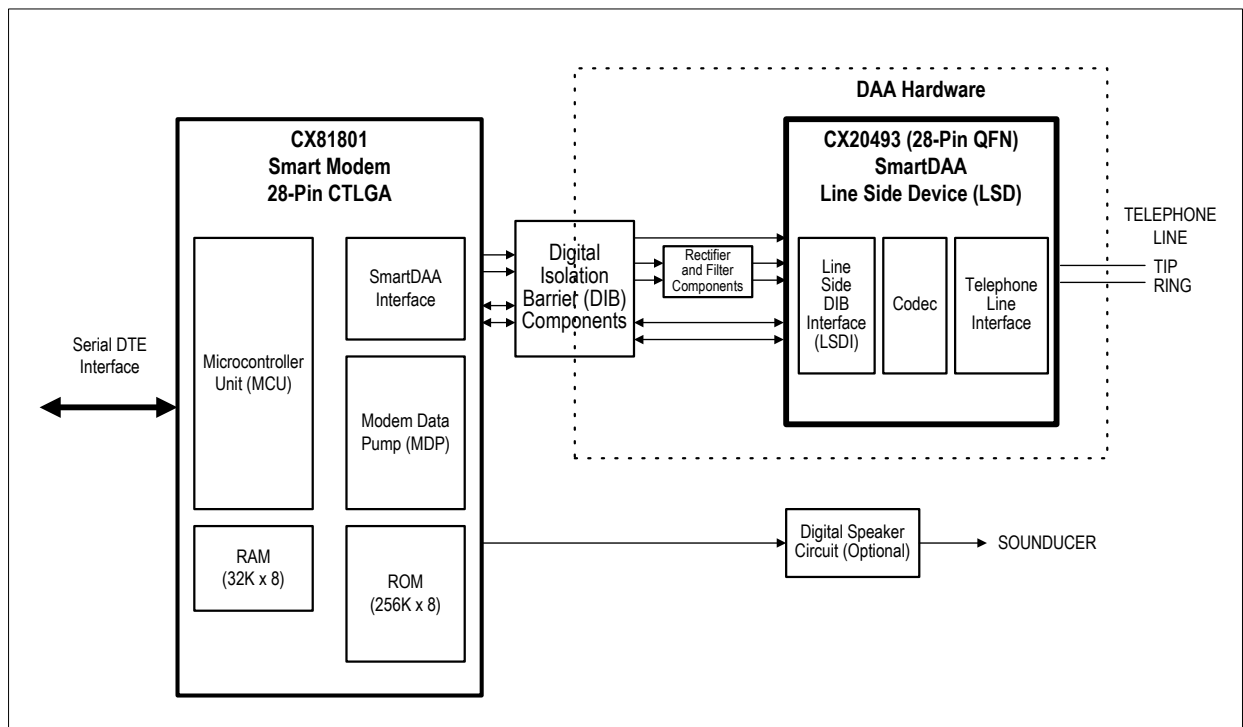 DAA Hardware
CX81801
Smart Modem
28-Pin CTLGA
CX20493 (28-Pin QFN)
SmartDAA
Line Side Device (LSD)
Serial DTE
Interface
Microcontroller
Unit (MCU)
SmartDAA
Interface
Modem Data
Pump (MDP)
RAM
(32K x 8)
ROM
(256K x 8)
Digital
Isolation
Barrier (DIB)
Components
Rectifier
and Filter
Components
Line
Side
DIB
Interface
(LSDI)
Codec
Telephone
Line
Interface
TELEPHONE
LINE
TIP
RING
Digital Speaker
Circuit (Optional)
SOUNDUCER